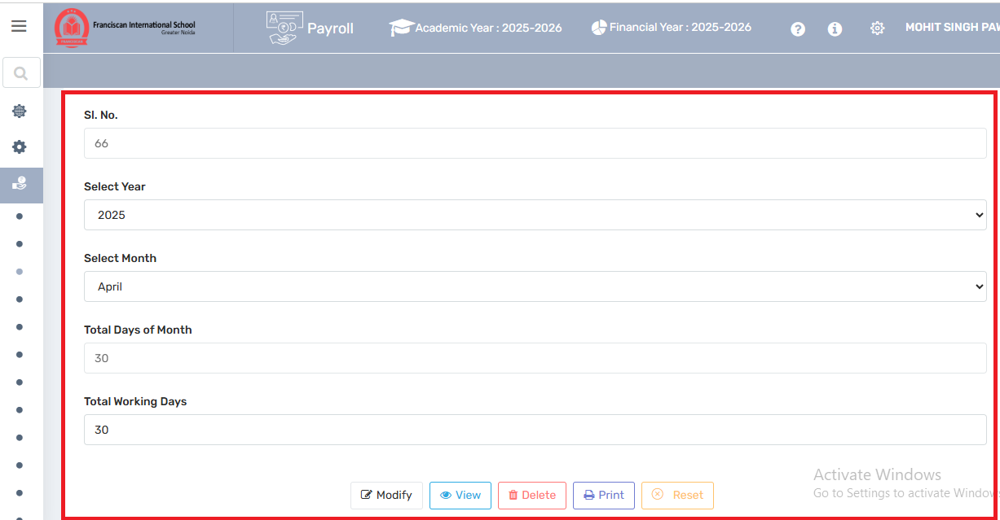 Franciscan International School
Greater Noida
Payroll
Academic Year : 2025-2026
Financial Year : 2025-2026
MOHIT SINGH PAW
Sl. No.
66
Select Year
2025
Select Month
April
Total Days of Month
30
Total Working Days
30
Modify
View
Delete
Print
Reset
Activate Windows
Go to Settings to activate Windows